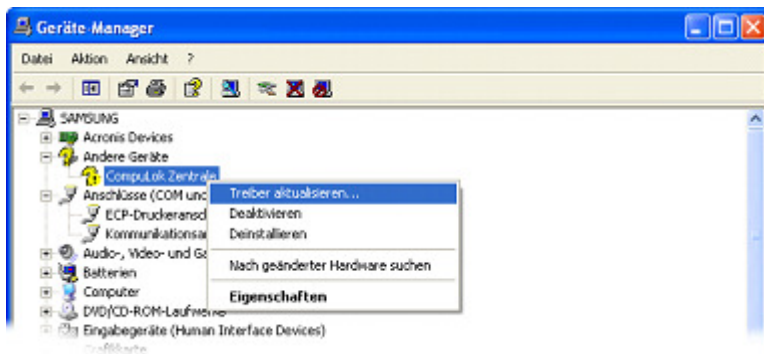 Geräte-Manager
Datei Aktion Ansicht ?
SAMSUNG
Acronis Devices
Andere Geräte
CompuLok Zentrale
Anschlüsse (COM und
ECP-Druckeransch
Kommunikationsan
Audio-, Video- und Ga
Batterien
Computer
DVD/CD-ROM-Laufwerke
Eingabegeräte (Human Interface Devices)
Grafikkarte
Treiber aktualisieren...
Deaktivieren
Deinstallieren
Nach geänderter Hardware suchen
Eigenschaften